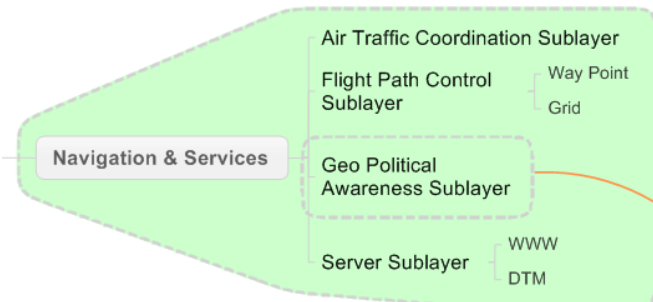 Navigation & Services
Air Traffic Coordination Sublayer
Flight Path Control
Sublayer
Way Point
Grid
Geo Political
Awareness Sublayer
Server Sublayer
WWW
DTM